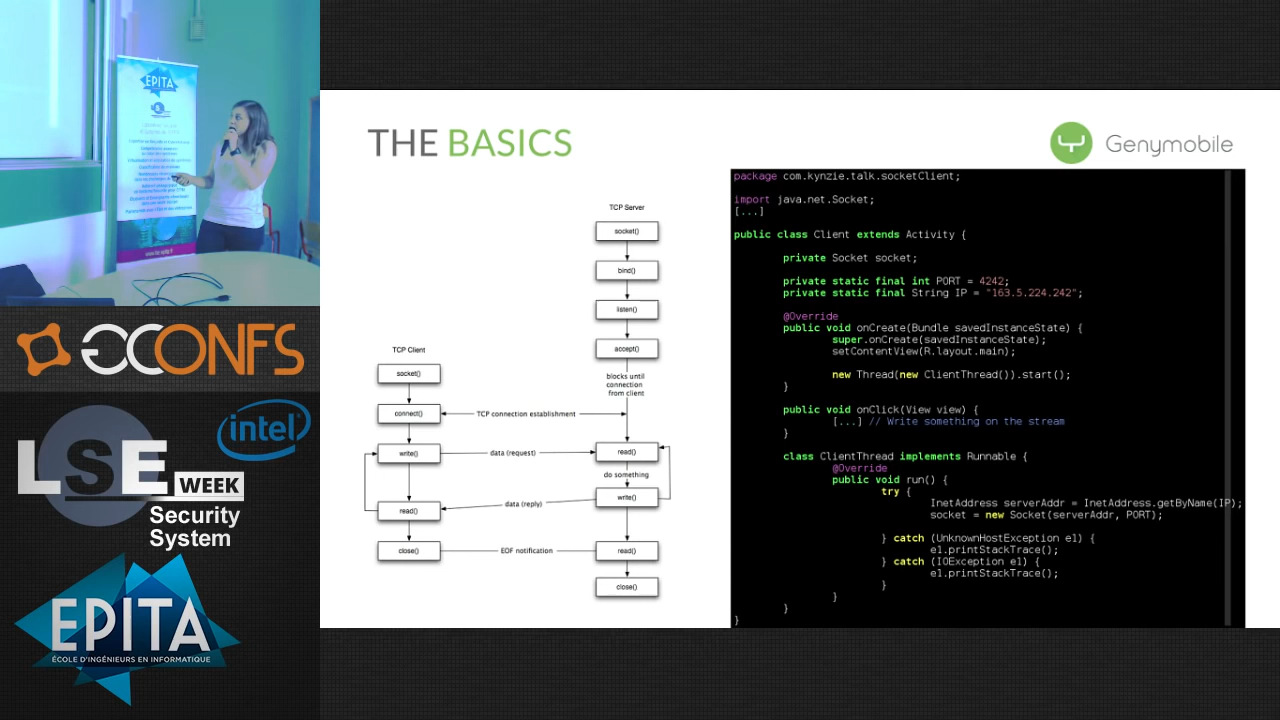 EPITA
GCONFS
LSE
WEEK
intel
Security
System
EPITA
ÉCOLE D'INGÉNIEURS EN INFORMATIQUE
THE BASICS
Genymobile
TCP Server
socket()
bind()
listen()
accept()
blocks until
connection
from client
TCP Client
socket()
connect()
TCP connection establishment
write()
data (request)
read()
do something
write()
data (reply)
read()
close()
EOF notification
read()
close()
package com.kynzie.talk.socketClient;
import java.net.Socket;
[...]
public class Client extends Activity {
private Socket socket;
private static final int PORT = 4242;
private static final String IP = "163.5.224.242";
@Override
public void onCreate(Bundle savedInstanceState) {
super.onCreate(savedInstanceState);
setContentView(R.layout.main);
new Thread(new ClientThread()).start();
}
public void onClick(View view) {
[...] // Write something on the stream
}
class ClientThread implements Runnable {
@Override
public void run() {
try {
InetAddress serverAddr = InetAddress.getByName(IP);
socket = new Socket(serverAddr, PORT);
} catch (UnknownHostException e1) {
e1.printStackTrace();
} catch (IOException e1) {
e1.printStackTrace();
}
}
}
}